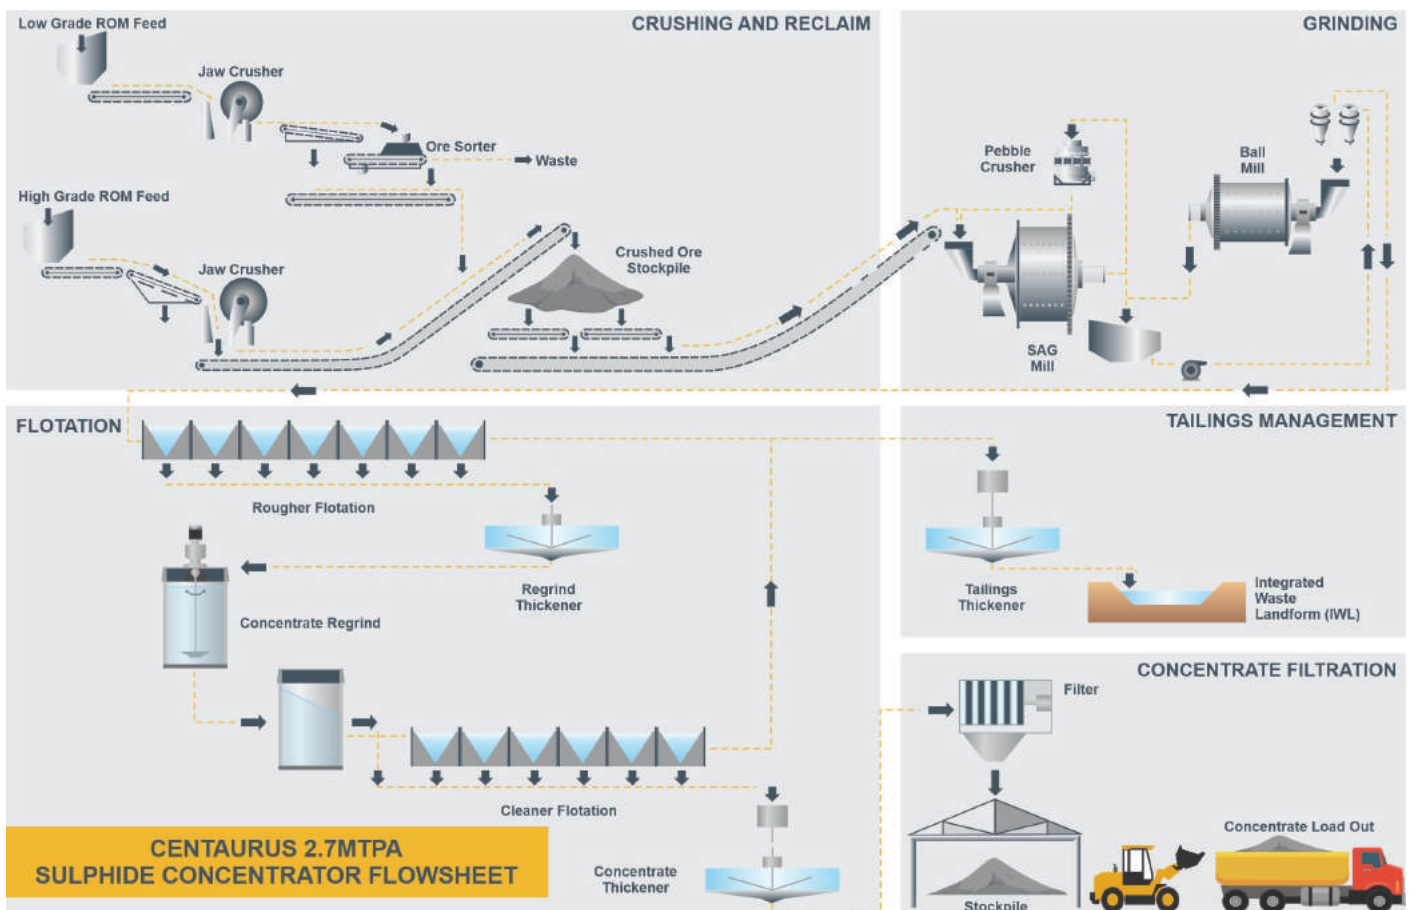 CRUSHING AND RECLAIM
Low Grade ROM Feed
Jaw Crusher
Ore Sorter
Waste
High Grade ROM Feed
Jaw Crusher
Crushed Ore
Stockpile
GRINDING
Pebble
Crusher
Ball
Mill
SAG
Mill
FLOTATION
Rougher Flotation
Regrind
Thickener
Concentrate Regrind
Cleaner Flotation
Concentrate
Thickener
TAILINGS MANAGEMENT
Tailings
Thickener
Integrated
Waste
Landform (IWL)
CONCENTRATE FILTRATION
Filter
Stockpile
Concentrate Load Out
CENTAURUS 2.7MTPA
SULPHIDE CONCENTRATOR FLOWSHEET